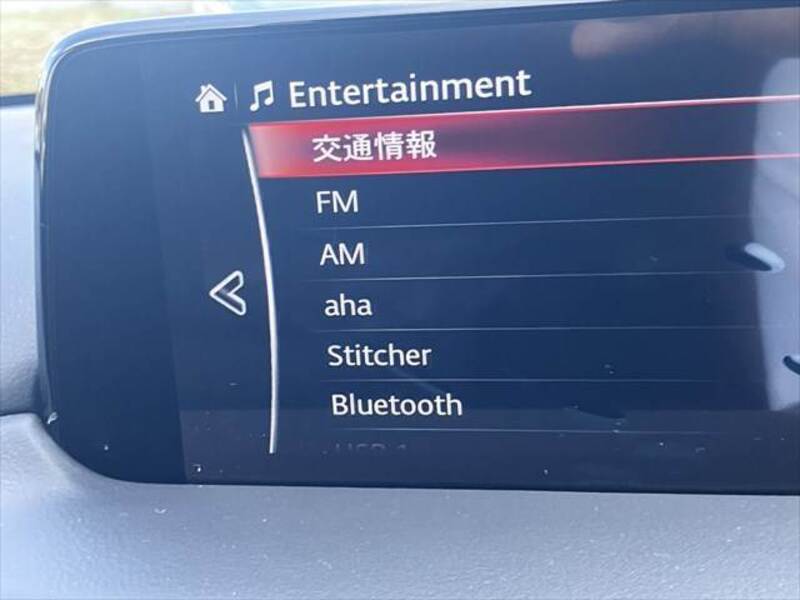 Entertainment
交通情報
FM
AM
aha
Stitcher
Bluetooth